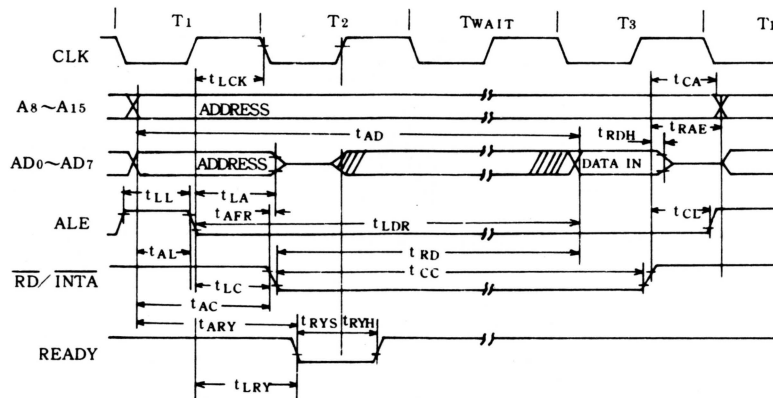 T1 T2 TWAIT T3 T1
CLK
tLCK tCA
A8~A15 ADDRESS
tAD tRDH tRAE
AD0~AD7 ADDRESS DATA IN
tLL tLA
ALE tAFR tLDR tCL
tAL tRD
RD/INTA tLC tCC
tAC
tARY tRYS tRYH
READY
tLRY